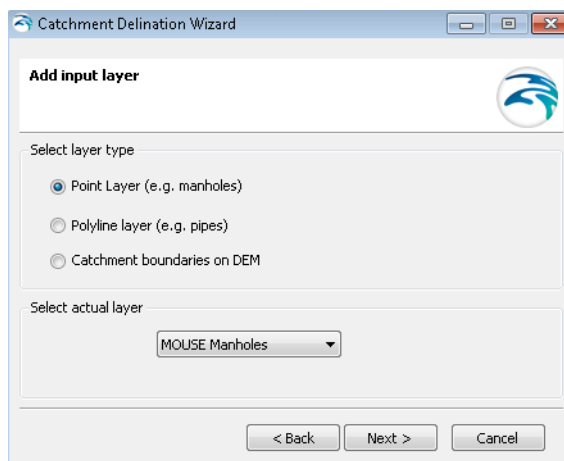 Catchment Delination Wizard
Add input layer
Select layer type
Point Layer (e.g. manholes)
Polyline layer (e.g. pipes)
Catchment boundaries on DEM
Select actual layer
MOUSE Manholes
< Back Next > Cancel